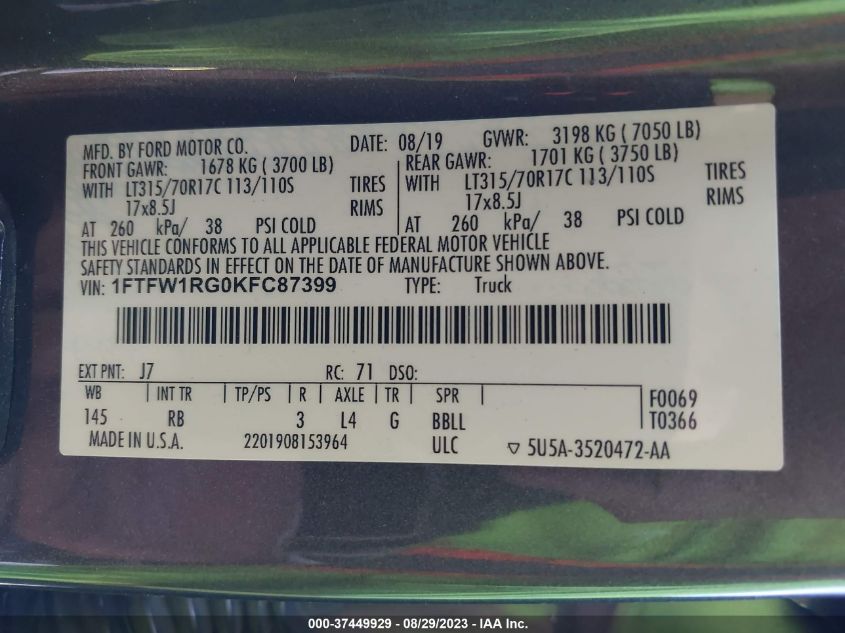 MFD. BY FORD MOTOR CO. DATE: 08/19 GVWR: 3198 KG ( 7050 LB)
FRONT GAWR: 1678 KG ( 3700 LB) REAR GAWR: 1701 KG ( 3750 LB)
WITH LT315/70R17C 113/110S TIRES WITH LT315/70R17C 113/110S TIRES
17x8.5J RIMS 17x8.5J RIMS
AT 260 kPa/ 38 PSI COLD AT 260 kPa/ 38 PSI COLD
THIS VEHICLE CONFORMS TO ALL APPLICABLE FEDERAL MOTOR VEHICLE
SAFETY STANDARDS IN EFFECT ON THE DATE OF MANUFACTURE SHOWN ABOVE.
VIN: 1FTFW1RG0KFC87399 TYPE: Truck
EXT PNT: J7 RC: 71 DSO:
WB INT TR TP/PS R AXLE TR SPR F0069
145 RB 3 L4 G BBLL T0366
MADE IN U.S.A. 2201908153964 ULC ▽ 5U5A-3520472-AA
000-37449929 - 08/29/2023 - Copyright © 2023 - IAA Inc.